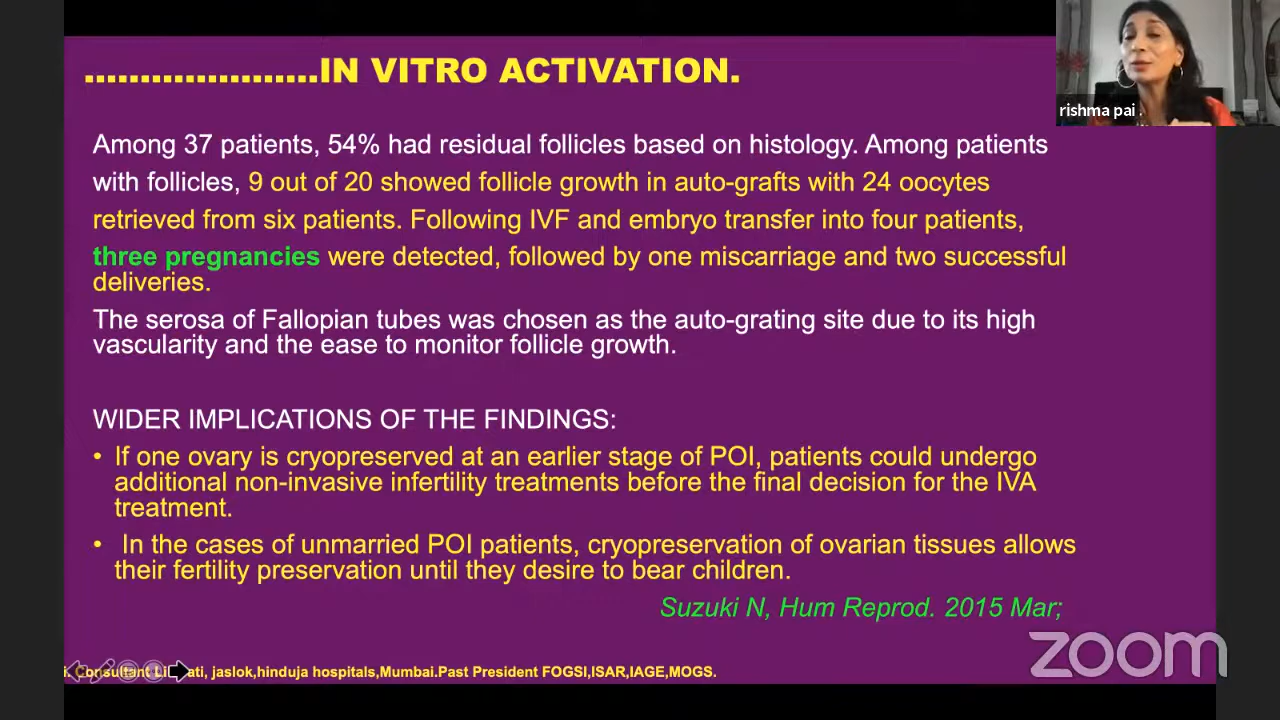 .....................IN VITRO ACTIVATION.
rishma pai
Among 37 patients, 54% had residual follicles based on histology. Among patients
with follicles, 9 out of 20 showed follicle growth in auto-grafts with 24 oocytes
retrieved from six patients. Following IVF and embryo transfer into four patients,
three pregnancies were detected, followed by one miscarriage and two successful
deliveries.
The serosa of Fallopian tubes was chosen as the auto-grating site due to its high
vascularity and the ease to monitor follicle growth.
WIDER IMPLICATIONS OF THE FINDINGS:
• If one ovary is cryopreserved at an earlier stage of POI, patients could undergo
additional non-invasive infertility treatments before the final decision for the IVA
treatment.
• In the cases of unmarried POI patients, cryopreservation of ovarian tissues allows
their fertility preservation until they desire to bear children.
Suzuki N, Hum Reprod. 2015 Mar;
zoom
Consultant jaslok,hinduja hospitals,Mumbai.Past President FOGSI,ISAR,IAGE,MOGS.